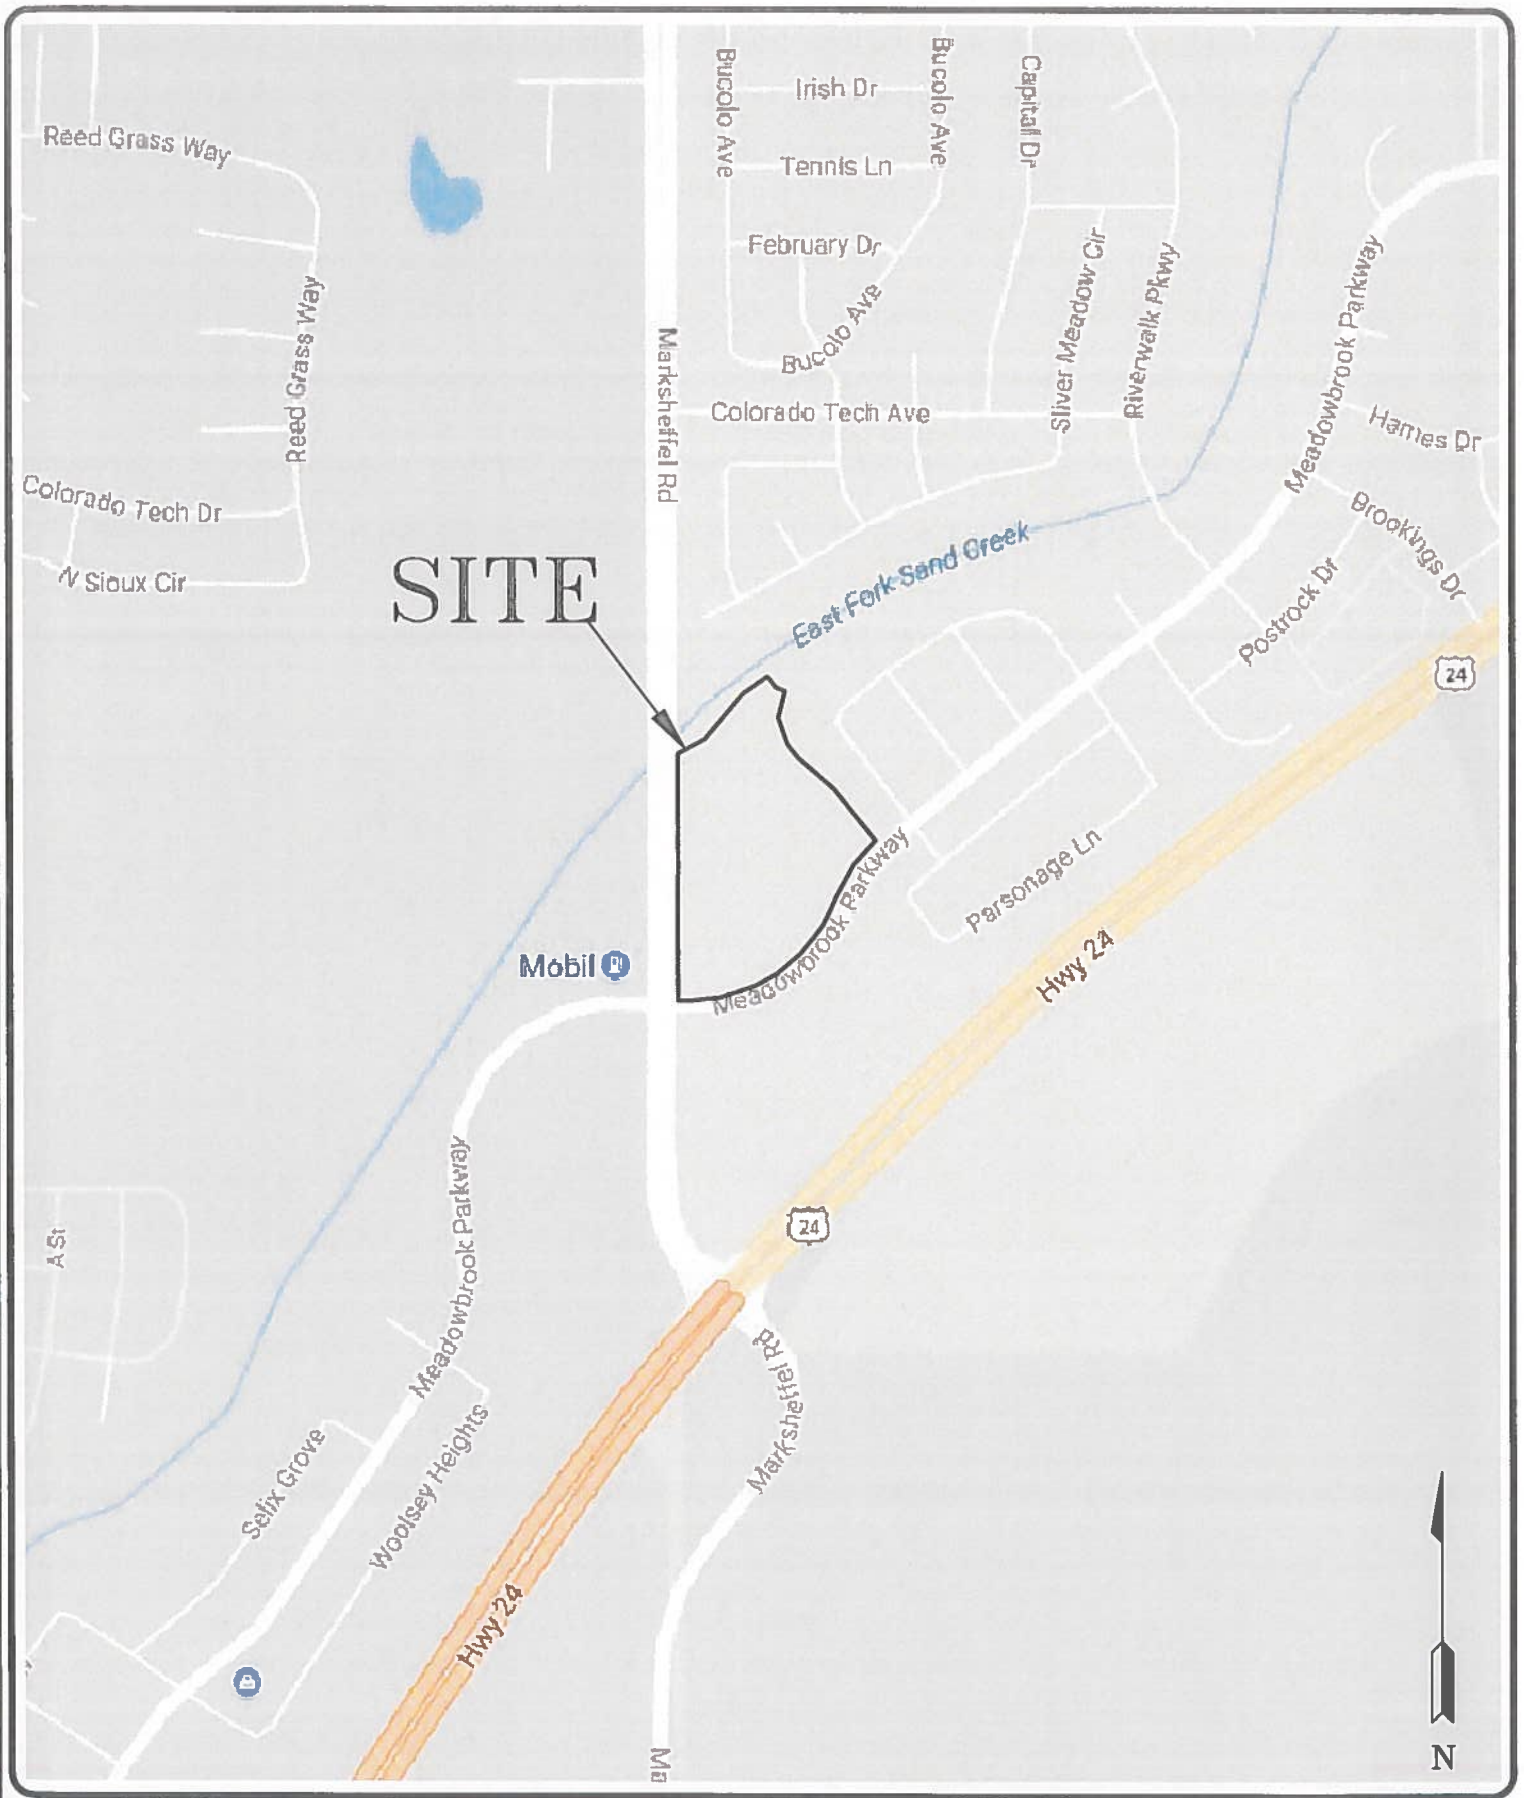 Bucolo Ave
Irish Dr
Bucolo Ave
Capital Dr
Reed Grass Way
Tennis Ln
February Dr
Sliver Meadow Cir
Riverwalk Pkwy
Meadowbrook Parkway
Reed Grass Way
Bucolo Ave
Marksheffel Rd
Colorado Tech Ave
Hames Dr
Colorado Tech Dr
Brookings Dr
N Sioux Cir
SITE
East Fork Sand Creek
Postrock Dr
24
Meadowbrook Parkway
Parsonage Ln
Mobil
Hwy 24
Meadowbrook Parkway
24
A St
Marksheffel Rd
Selix Grove
Woolsey Heights
Hwy 24
Ma
N